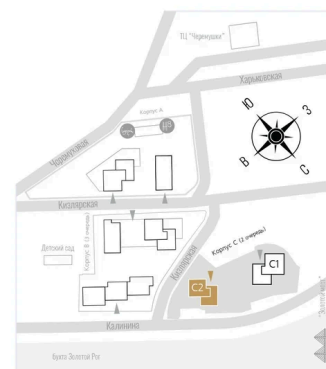 ТЦ "Черемушки"
Харьковская
Корпус А
Ю
З
В
С
Черемуховая
Кизлярская
Корпус В (2 очередь)
Детский сад
Кизлярская
Корпус С (2 очередь)
С1
С2
Калинина
бухта Золотой Рог